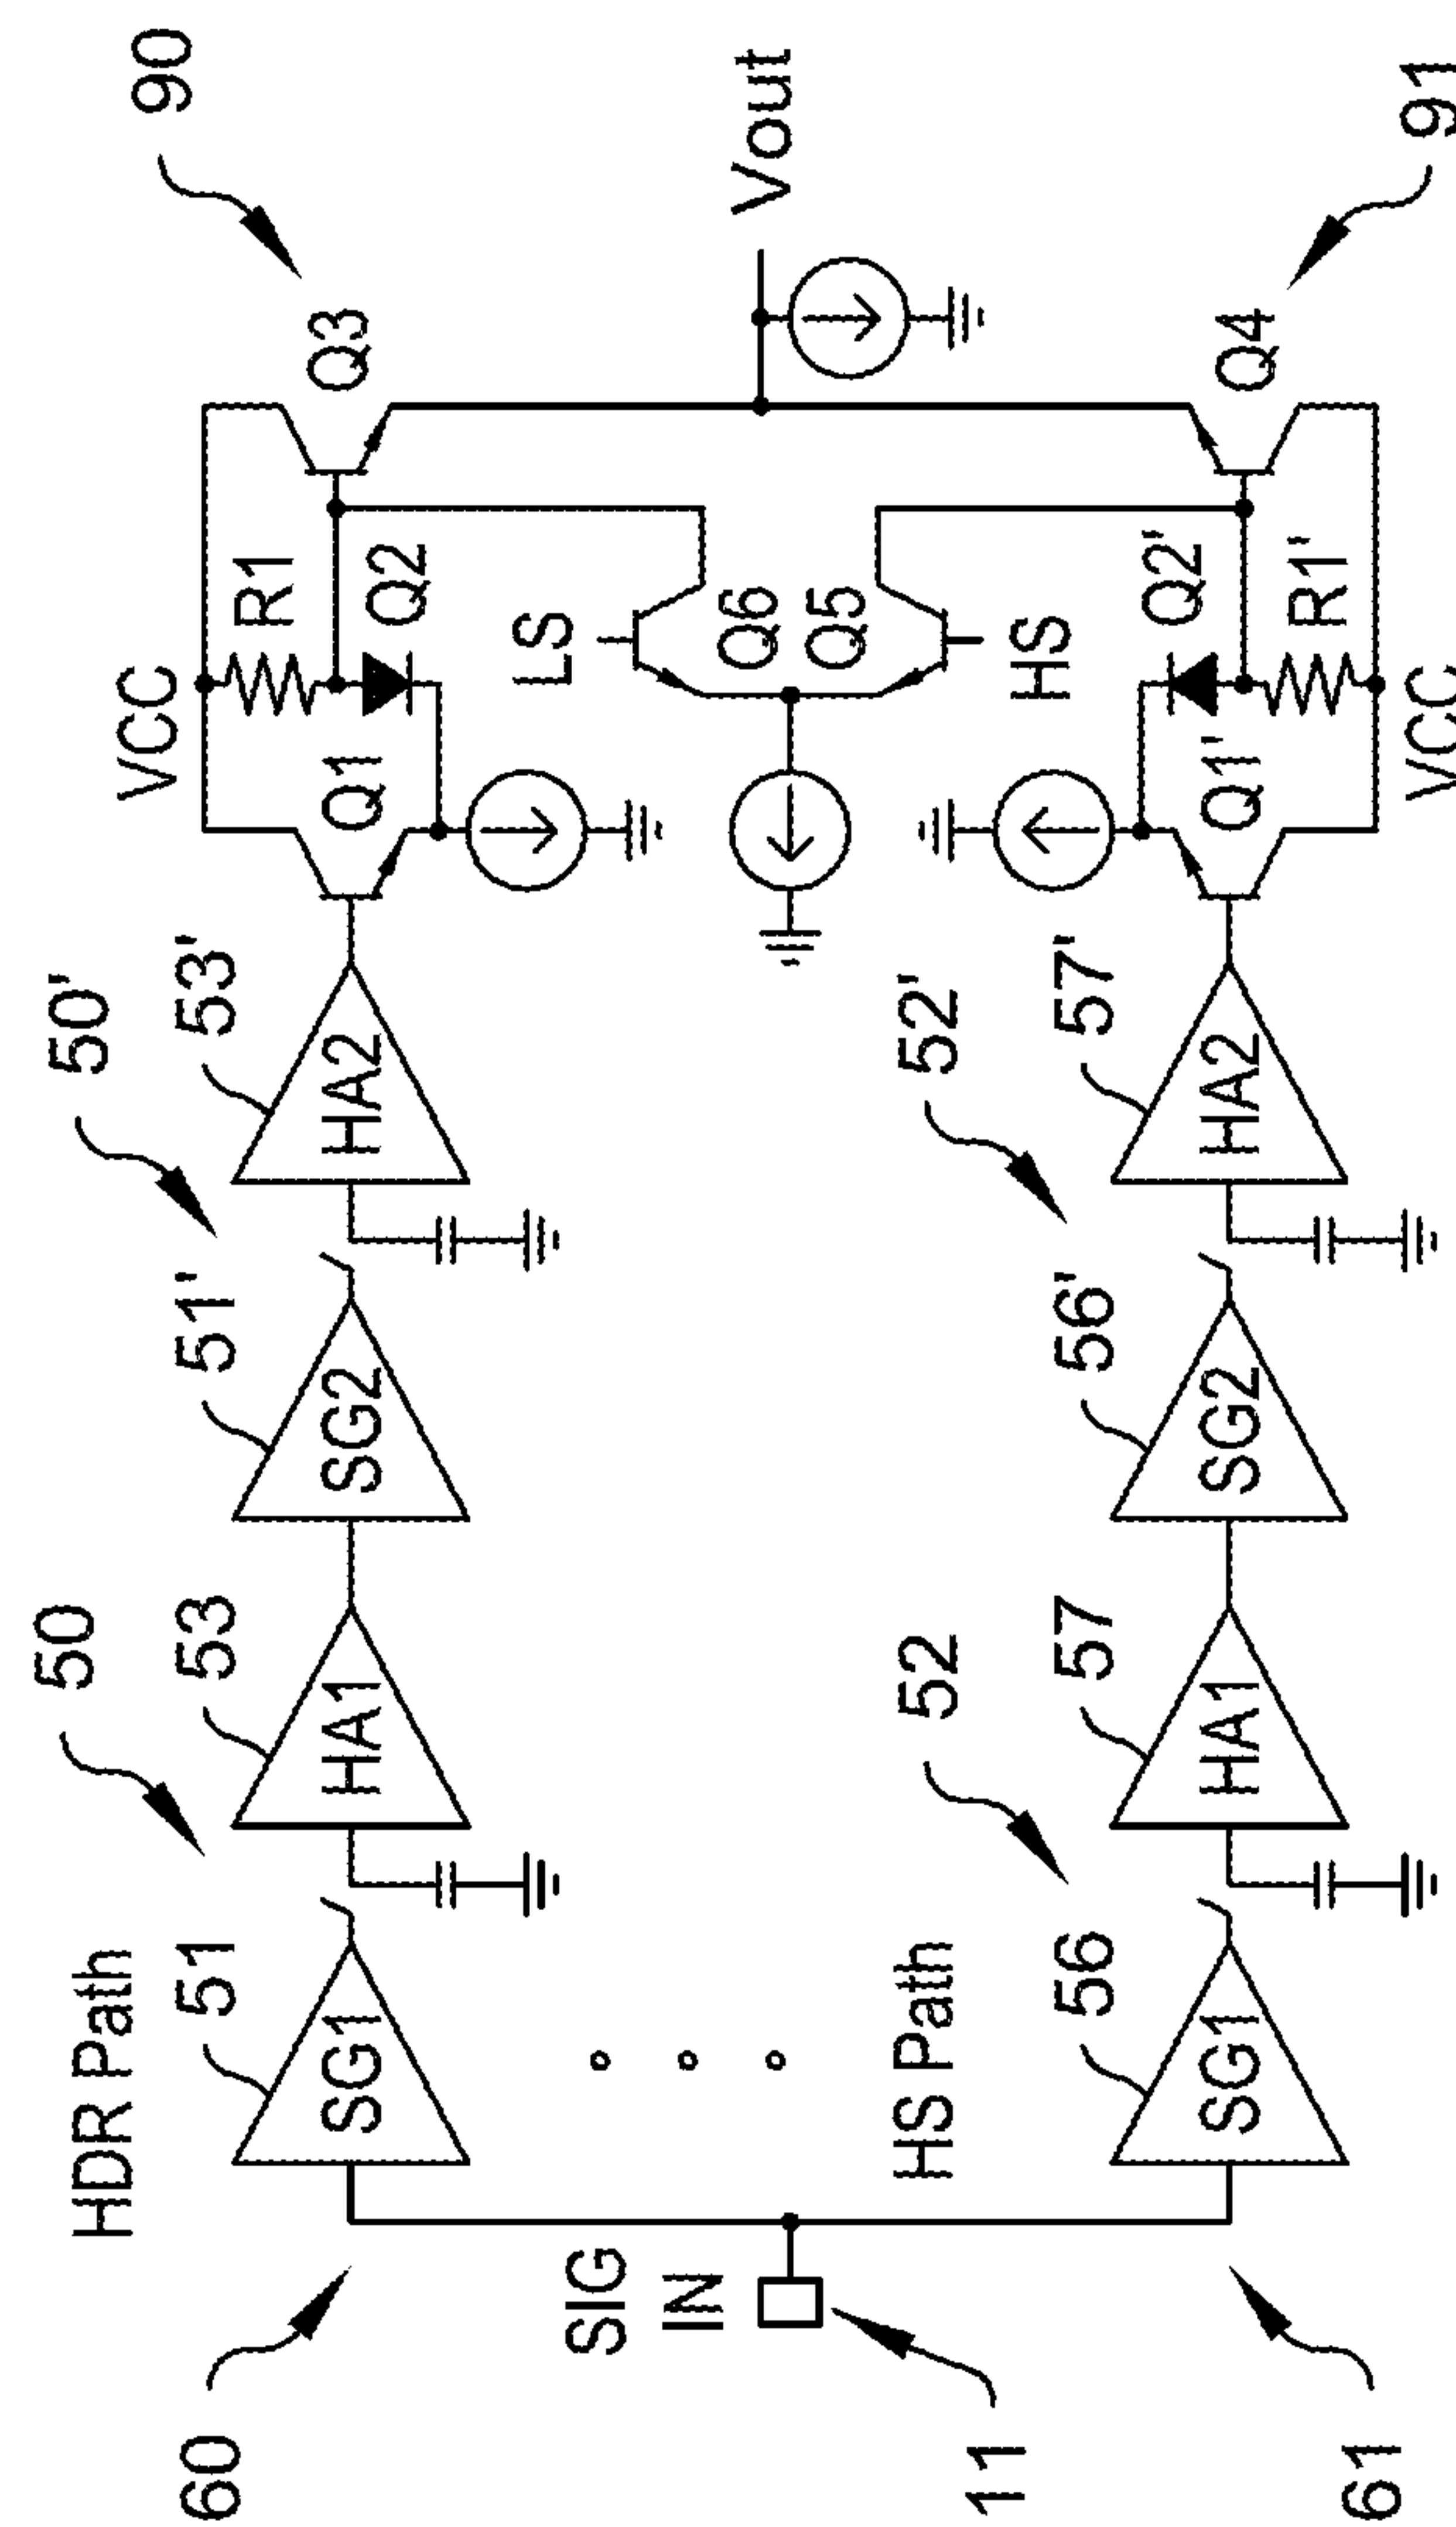 HDR Path
60
50
50'
90
51
53
51'
53'
SG1
HA1
SG2
HA2
VCC
R1
Q1
Q2
Q3
SIG
IN
11
LS
Q6
Q5
HS
Vout
HS Path
61
52
52'
91
56
57
56'
57'
SG1
HA1
SG2
HA2
Q1'
Q2'
R1'
Q4
VCC